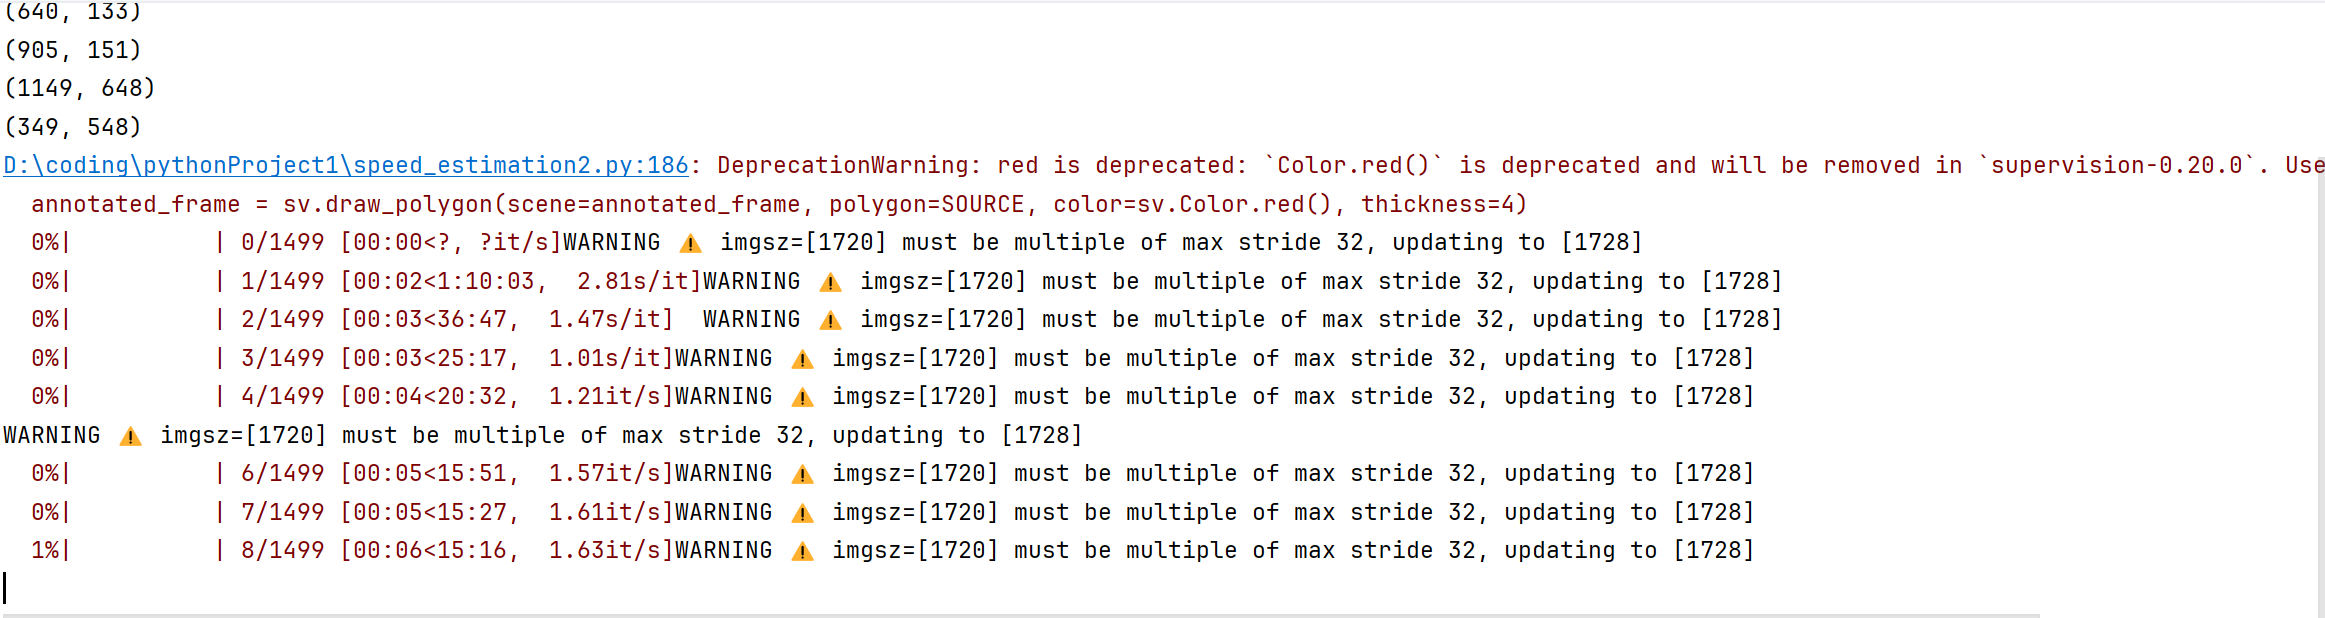 (640, 133)
(905, 151)
(1149, 648)
(349, 548)
D:\coding\pythonProject1\speed_estimation2.py:186: DeprecationWarning: red is deprecated: `Color.red()` is deprecated and will be removed in `supervision-0.20.0`. Use
  annotated_frame = sv.draw_polygon(scene=annotated_frame, polygon=SOURCE, color=sv.Color.red(), thickness=4)
  0%|          | 0/1499 [00:00<?, ?it/s]WARNING ⚠️ imgsz=[1720] must be multiple of max stride 32, updating to [1728]
  0%|          | 1/1499 [00:02<1:10:03,  2.81s/it]WARNING ⚠️ imgsz=[1720] must be multiple of max stride 32, updating to [1728]
  0%|          | 2/1499 [00:03<36:47,  1.47s/it]  WARNING ⚠️ imgsz=[1720] must be multiple of max stride 32, updating to [1728]
  0%|          | 3/1499 [00:03<25:17,  1.01s/it]WARNING ⚠️ imgsz=[1720] must be multiple of max stride 32, updating to [1728]
  0%|          | 4/1499 [00:04<20:32,  1.21it/s]WARNING ⚠️ imgsz=[1720] must be multiple of max stride 32, updating to [1728]
WARNING ⚠️ imgsz=[1720] must be multiple of max stride 32, updating to [1728]
  0%|          | 6/1499 [00:05<15:51,  1.57it/s]WARNING ⚠️ imgsz=[1720] must be multiple of max stride 32, updating to [1728]
  0%|          | 7/1499 [00:05<15:27,  1.61it/s]WARNING ⚠️ imgsz=[1720] must be multiple of max stride 32, updating to [1728]
  1%|          | 8/1499 [00:06<15:16,  1.63it/s]WARNING ⚠️ imgsz=[1720] must be multiple of max stride 32, updating to [1728]